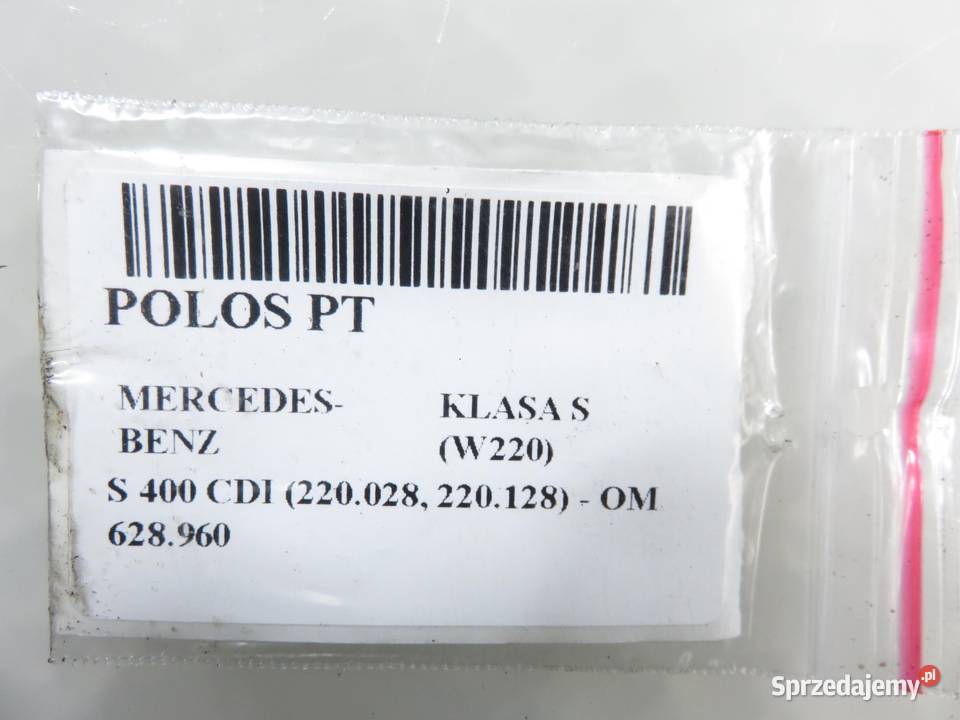 POLOS PT
MERCEDES-
BENZ
KLASA S
(W220)
S 400 CDI (220.028, 220.128) - OM
628.960
Sprzedajemy.pl